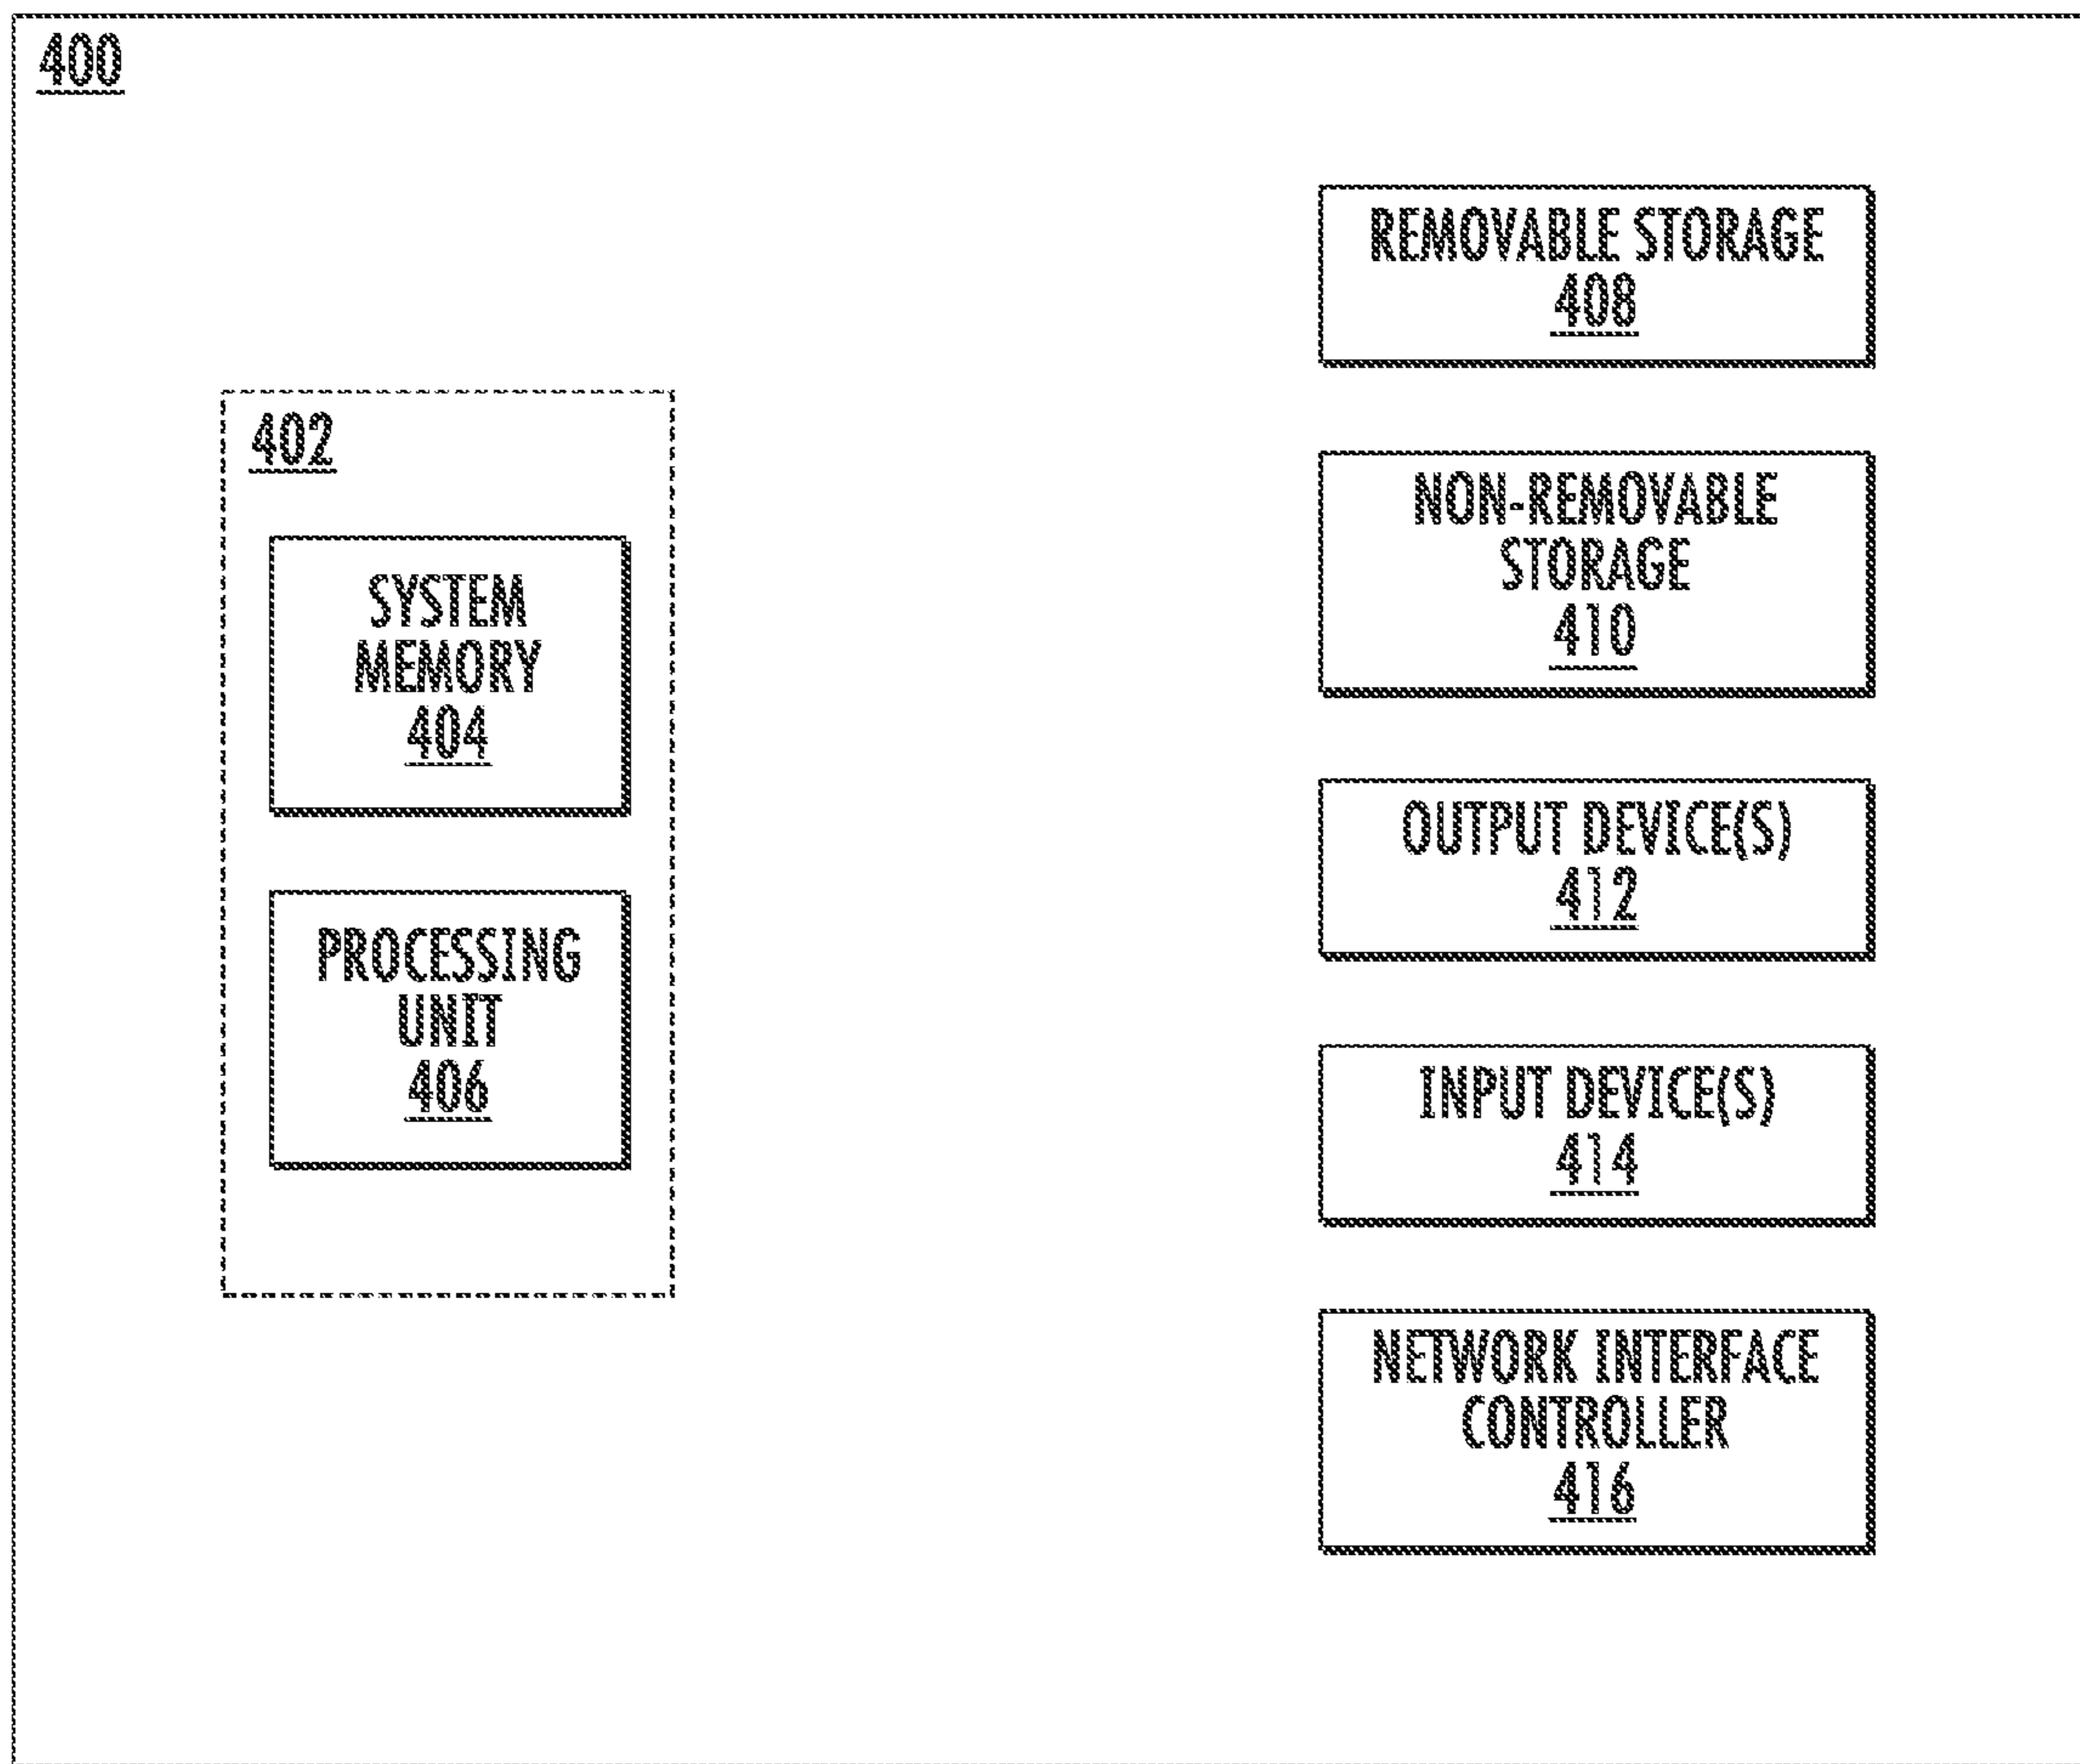 400
402
SYSTEM
MEMORY
404
PROCESSING
UNIT
406
REMOVABLE STORAGE
408
NON-REMOVABLE
STORAGE
410
OUTPUT DEVICE(S)
412
INPUT DEVICE(S)
414
NETWORK INTERFACE
CONTROLLER
416